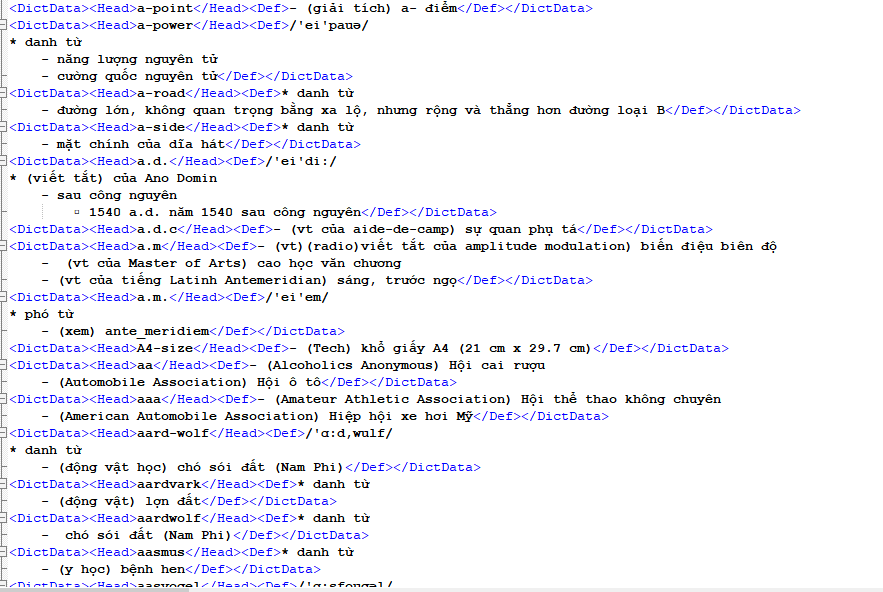 <DictData><Head>a-point</Head><Def>- (giải tích) a- điểm</Def></DictData>
<DictData><Head>a-power</Head><Def>/'ei'pauə/
* danh từ
- năng lượng nguyên tử
- cường quốc nguyên tử</Def></DictData>
<DictData><Head>a-road</Head><Def>* danh từ
- đường lớn, không quan trọng bằng xa lộ, nhưng rộng và thẳng hơn đường loại B</Def></DictData>
<DictData><Head>a-side</Head><Def>* danh từ
- mặt chính của dĩa hát</Def></DictData>
<DictData><Head>a.d.</Head><Def>/'ei'di:/
* (viết tắt) của Ano Domin
- sau công nguyên
▫ 1540 a.d. năm 1540 sau công nguyên</Def></DictData>
<DictData><Head>a.d.c</Head><Def>- (vt của aide-de-camp) sự quan phụ tá</Def></DictData>
<DictData><Head>a.m</Head><Def>- (vt)(radio)viết tắt của amplitude modulation) biến điệu biên độ
-  (vt của Master of Arts) cao học văn chương
- (vt của tiếng Latinh Antemeridian) sáng, trước ngọ</Def></DictData>
<DictData><Head>a.m.</Head><Def>/'ei'em/
* phó từ
- (xem) ante_meridiem</Def></DictData>
<DictData><Head>A4-size</Head><Def>- (Tech) khổ giấy A4 (21 cm x 29.7 cm)</Def></DictData>
<DictData><Head>aa</Head><Def>- (Alcoholics Anonymous) Hội cai rượu
- (Automobile Association) Hội ô tô</Def></DictData>
<DictData><Head>aaa</Head><Def>- (Amateur Athletic Association) Hội thể thao không chuyên
- (American Automobile Association) Hiệp hội xe hơi Mỹ</Def></DictData>
<DictData><Head>aard-wolf</Head><Def>/'ɑ:d,wulf/
* danh từ
- (động vật học) chó sói đất (Nam Phi)</Def></DictData>
<DictData><Head>aardvark</Head><Def>* danh từ
- (động vật) lợn đất</Def></DictData>
<DictData><Head>aardwolf</Head><Def>* danh từ
-  chó sói đất (Nam Phi)</Def></DictData>
<DictData><Head>aasmus</Head><Def>* danh từ
- (y học) bệnh hen</Def></DictData>
<DictData><Head>aasvogel</Head><Def>/'ɑ:sfougəl/